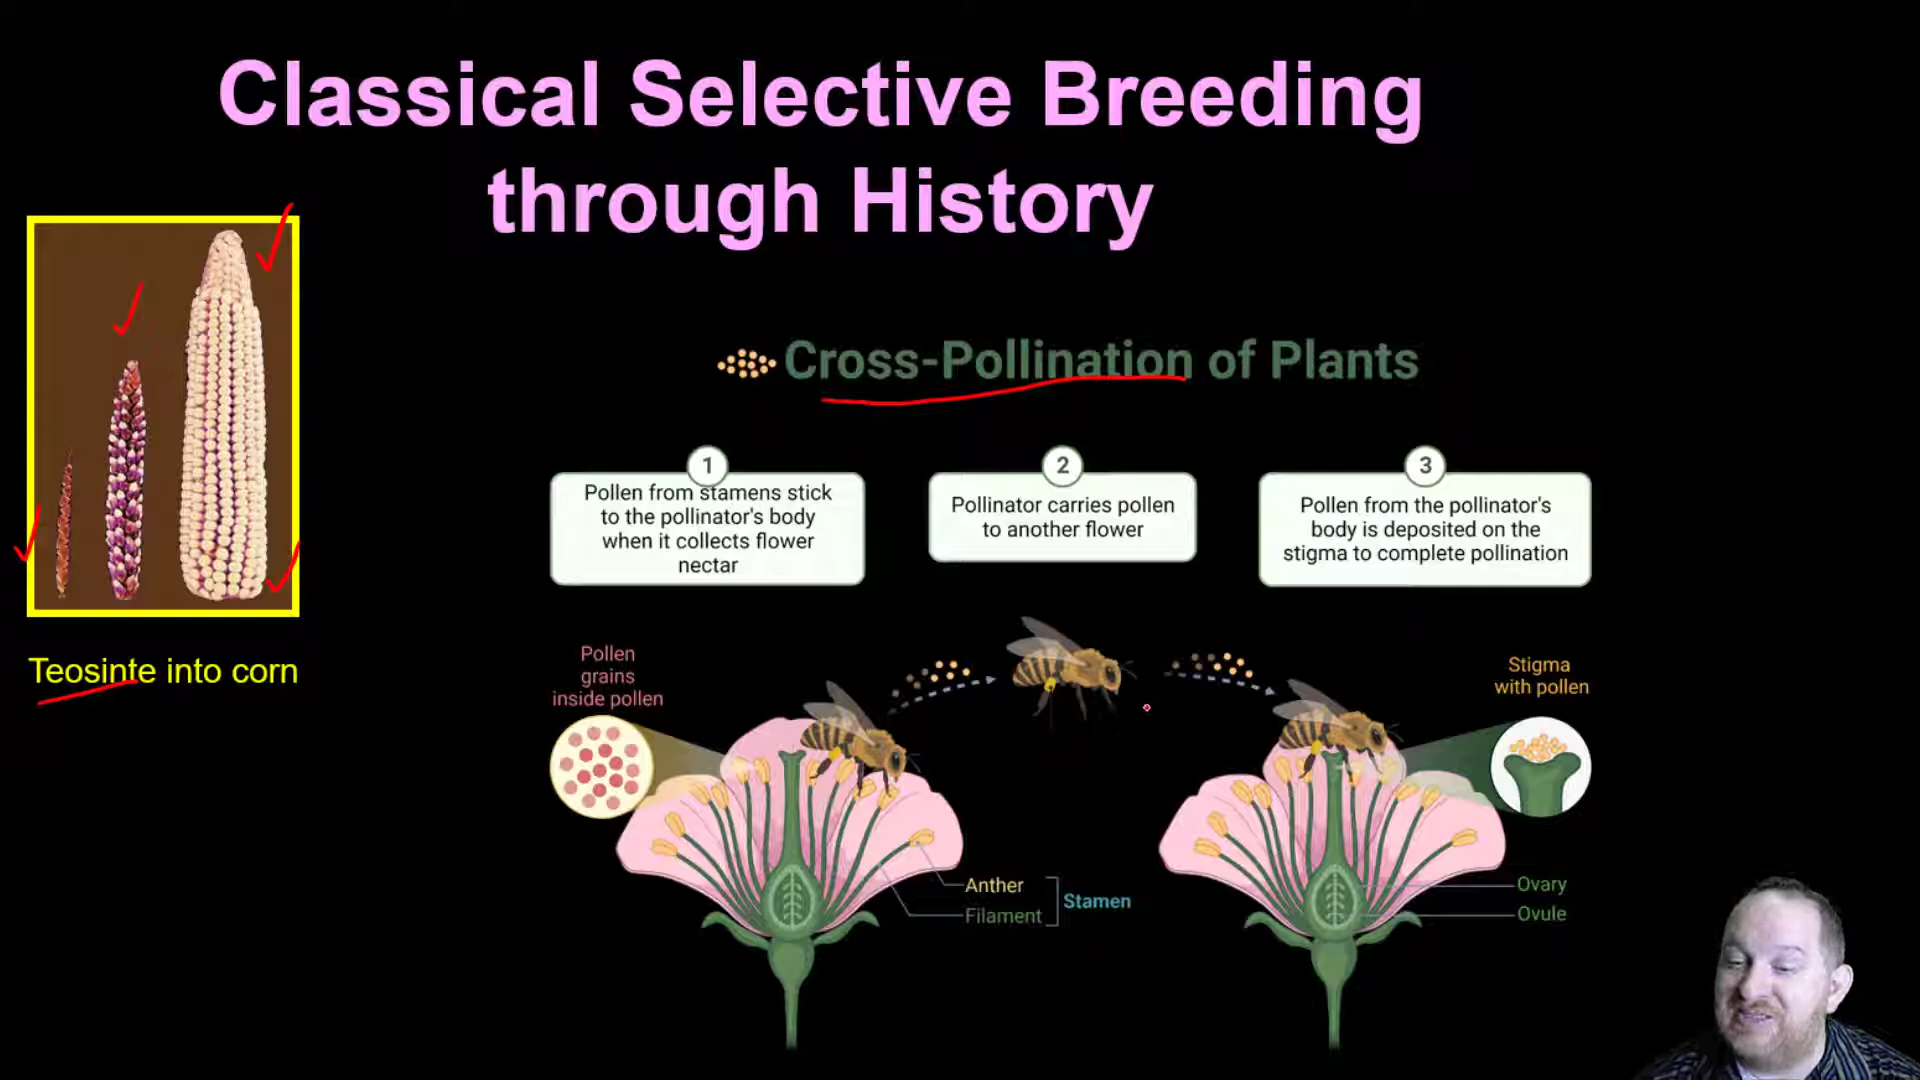 Classical Selective Breeding
through History
Teosinte into corn
Cross-Pollination of Plants
1
Pollen from stamens stick
to the pollinator's body
when it collects flower
nectar
2
Pollinator carries pollen
to another flower
3
Pollen from the pollinator's
body is deposited on the
stigma to complete pollination
Pollen
grains
inside pollen
Stigma
with pollen
Anther
Filament
Stamen
Ovary
Ovule